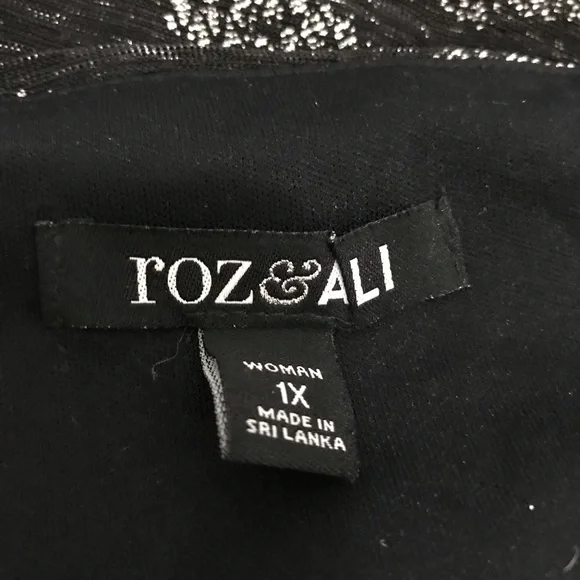 roz&ALI
WOMAN
1X
MADE IN
SRI LANKA